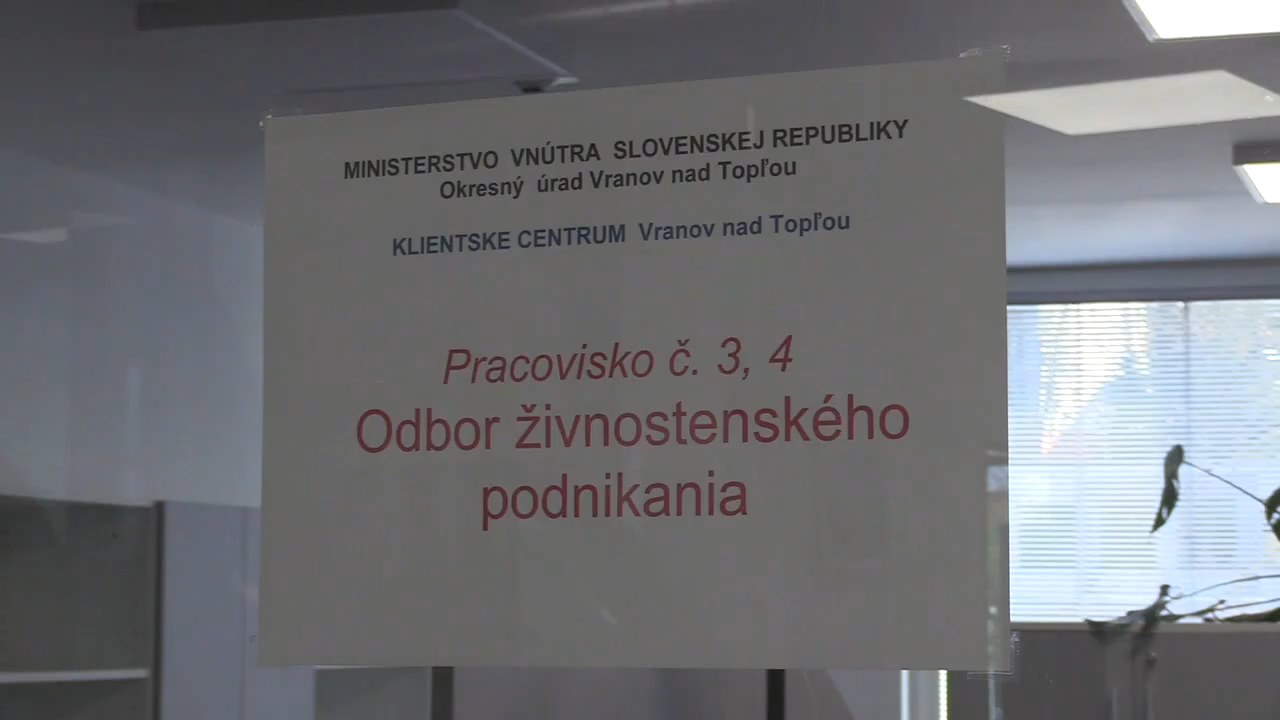 MINISTERSTVO VNÚTRA SLOVENSKEJ REPUBLIKY
Okresný úrad Vranov nad Topľou
KLIENTSKE CENTRUM Vranov nad Topľou
Pracovisko č. 3, 4
Odbor živnostenského
podnikania